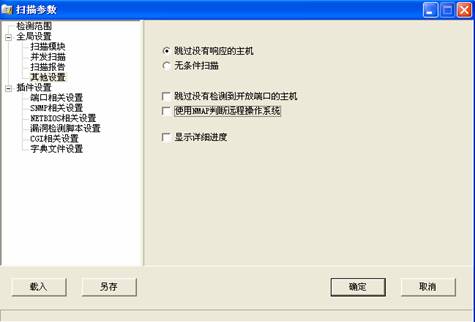 扫描参数
检测范围
全局设置
扫描模块
并发扫描
扫描报告
其他设置
插件设置
端口相关设置
SNMP相关设置
NETBIOS相关设置
漏洞检测脚本设置
CGI相关设置
字典文件设置
跳过没有响应的主机
无条件扫描
跳过没有检测到开放端口的主机
使用NMAP判断远程操作系统
显示详细进度
载入
另存
确定
取消